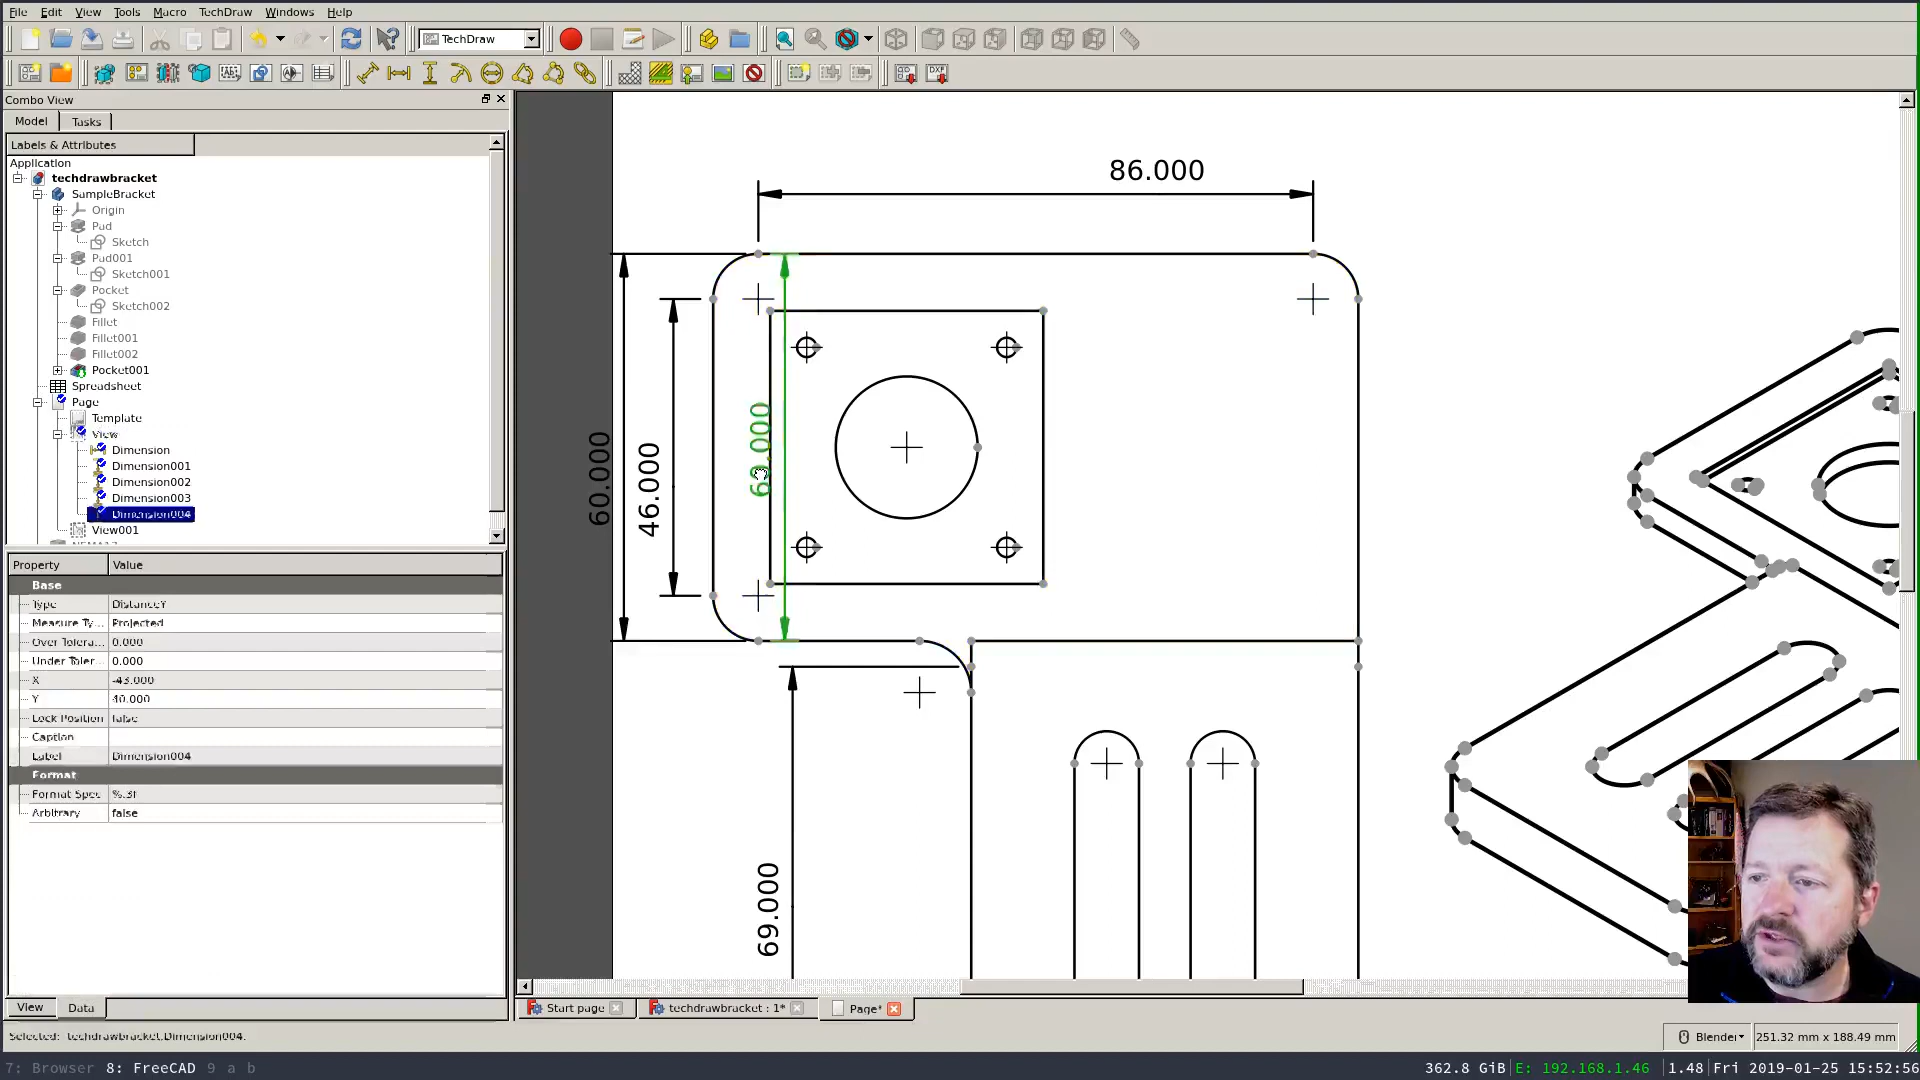 File Edit View Tools Macro TechDraw Windows Help
TechDraw
Combo View
Model Tasks
Labels & Attributes
Application
techdrawbracket
SampleBracket
Origin
Pad
Sketch
Pad001
Sketch001
Pocket
Sketch002
Fillet
Fillet001
Fillet002
Pocket001
Spreadsheet
Page
Template
View
Dimension
Dimension001
Dimension002
Dimension003
Dimension004
View001
Property Value
Base
Type DistanceY
Measure Ty... Projected
Over Tolera... 0.000
Under Toler... 0.000
X -43.000
Y 40.000
Lock Position false
Caption
Label Dimension004
Format
Format Spec %.3f
Arbitrary false
View Data
86.000
60.000
46.000
69.000
Start page techdrawbracket : 1* Page*
Selected: techdrawbracket.Dimension004.
Blender 251.32 mm x 188.49 mm
7: Browser 8: FreeCAD 9 a b
362.8 GiB E: 192.168.1.46 1.48 Fri 2019-01-25 15:52:56